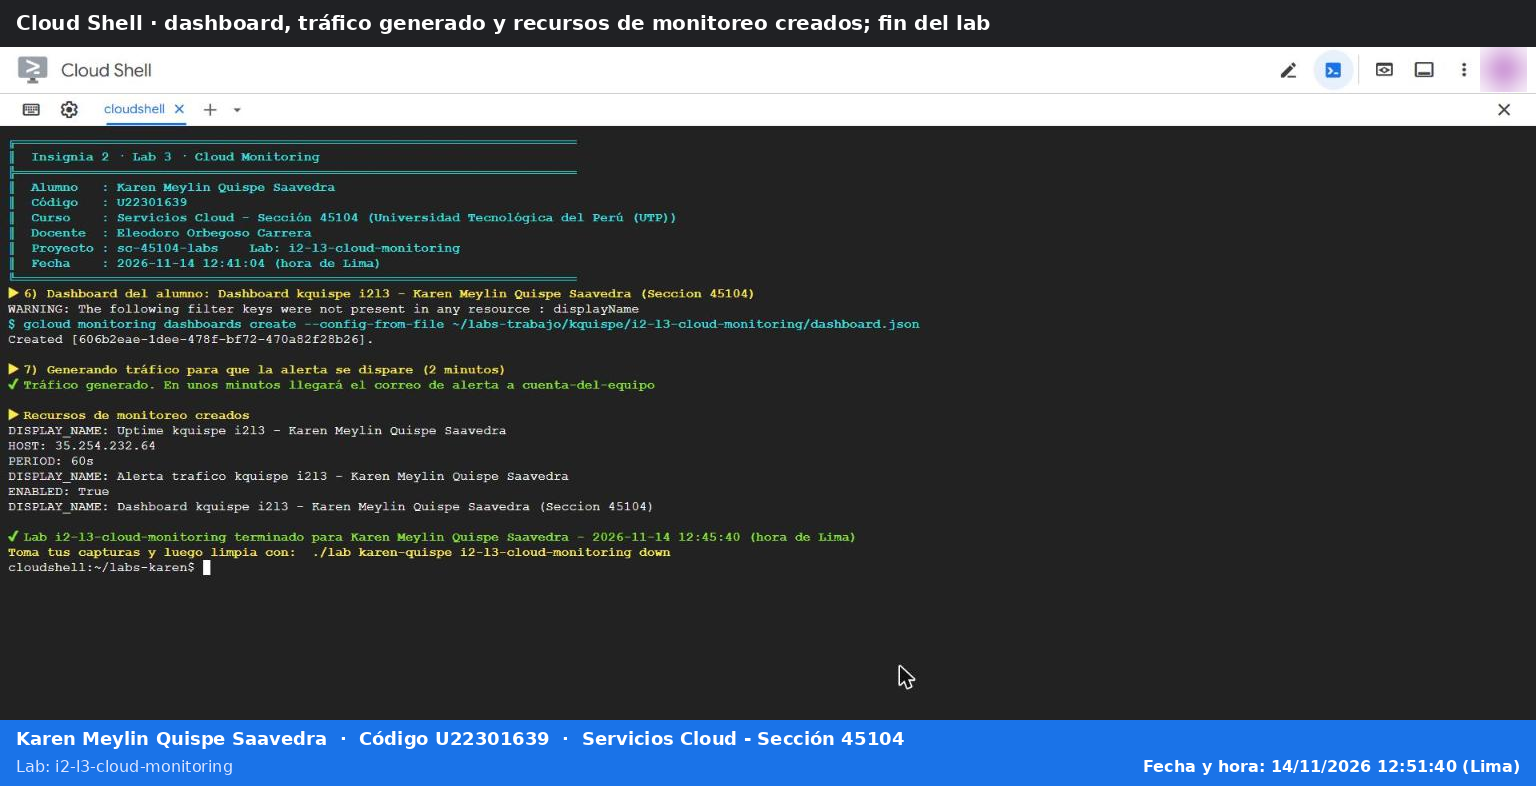 Cloud Shell · dashboard, tráfico generado y recursos de monitoreo creados; fin del lab
Cloud Shell
cloudshell
Insignia 2 · Lab 3 · Cloud Monitoring
Alumno : Karen Meylin Quispe Saavedra
Código : U22301639
Curso : Servicios Cloud - Sección 45104 (Universidad Tecnológica del Perú (UTP))
Docente : Eleodoro Orbegoso Carrera
Proyecto : sc-45104-labs Lab: i2-l3-cloud-monitoring
Fecha : 2026-11-14 12:41:04 (hora de Lima)
▶ 6) Dashboard del alumno: Dashboard kquispe i2l3 - Karen Meylin Quispe Saavedra (Seccion 45104)
WARNING: The following filter keys were not present in any resource : displayName
$ gcloud monitoring dashboards create --config-from-file ~/labs-trabajo/kquispe/i2-l3-cloud-monitoring/dashboard.json
Created [606b2eae-1dee-478f-bf72-470a82f28b26].
▶ 7) Generando tráfico para que la alerta se dispare (2 minutos)
✓ Tráfico generado. En unos minutos llegará el correo de alerta a cuenta-del-equipo
▶ Recursos de monitoreo creados
DISPLAY_NAME: Uptime kquispe i2l3 - Karen Meylin Quispe Saavedra
HOST: 35.254.232.64
PERIOD: 60s
DISPLAY_NAME: Alerta trafico kquispe i2l3 - Karen Meylin Quispe Saavedra
ENABLED: True
DISPLAY_NAME: Dashboard kquispe i2l3 - Karen Meylin Quispe Saavedra (Seccion 45104)
✓ Lab i2-l3-cloud-monitoring terminado para Karen Meylin Quispe Saavedra - 2026-11-14 12:45:40 (hora de Lima)
Toma tus capturas y luego limpia con: ./lab karen-quispe i2-l3-cloud-monitoring down
cloudshell:~/labs-karen$
Karen Meylin Quispe Saavedra · Código U22301639 · Servicios Cloud - Sección 45104
Lab: i2-l3-cloud-monitoring
Fecha y hora: 14/11/2026 12:51:40 (Lima)